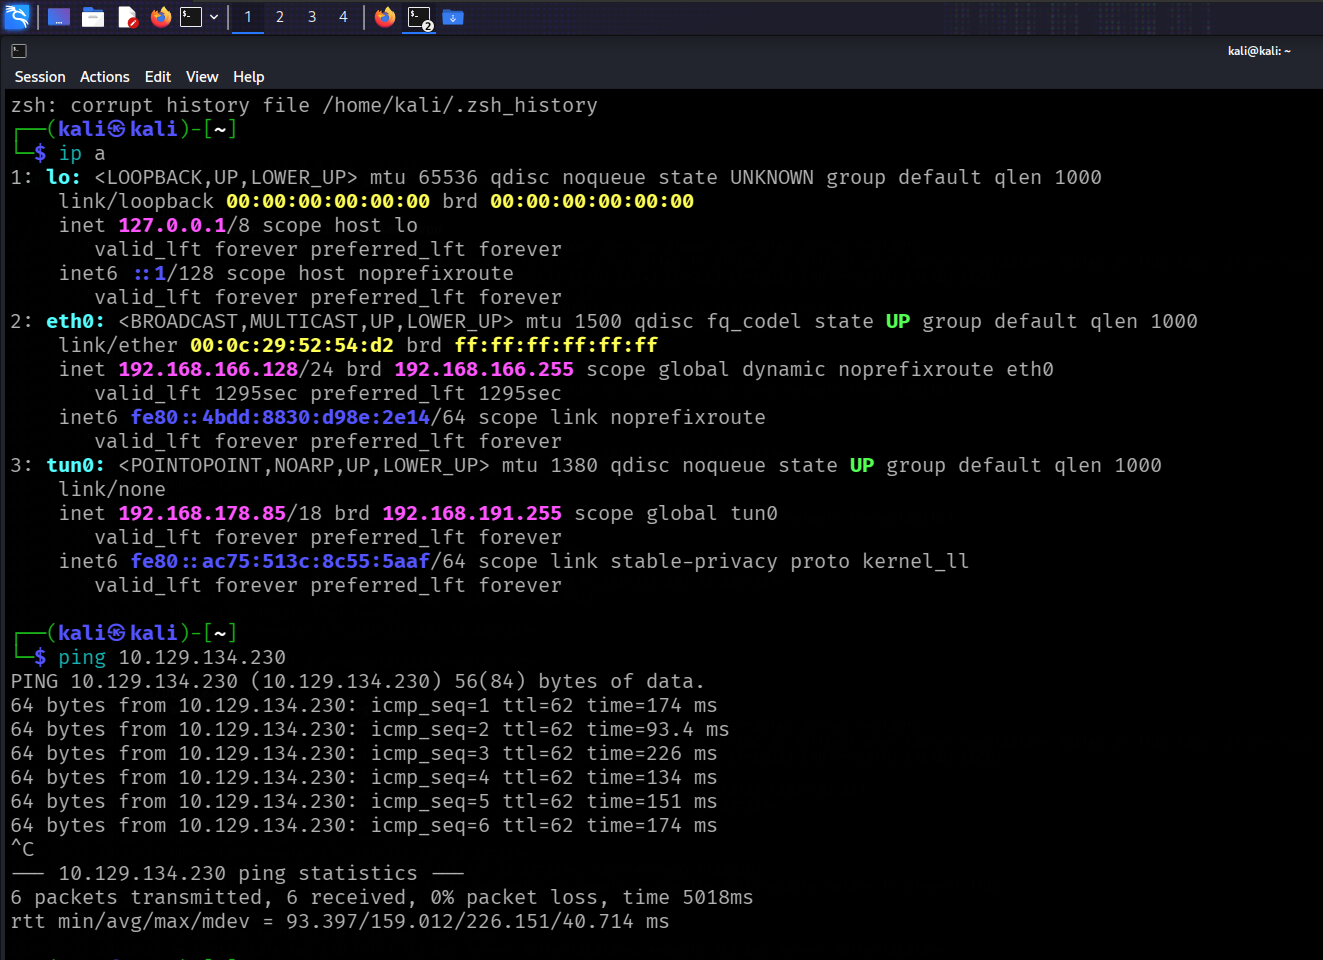 1 2 3 4 2
kali@kali: ~
Session Actions Edit View Help
zsh: corrupt history file /home/kali/.zsh_history
┌──(kali㉿kali)-[~]
└─$ ip a
1: lo: <LOOPBACK,UP,LOWER_UP> mtu 65536 qdisc noqueue state UNKNOWN group default qlen 1000
link/loopback 00:00:00:00:00:00 brd 00:00:00:00:00:00
inet 127.0.0.1/8 scope host lo
valid_lft forever preferred_lft forever
inet6 ::1/128 scope host noprefixroute
valid_lft forever preferred_lft forever
2: eth0: <BROADCAST,MULTICAST,UP,LOWER_UP> mtu 1500 qdisc fq_codel state UP group default qlen 1000
link/ether 00:0c:29:52:54:d2 brd ff:ff:ff:ff:ff:ff
inet 192.168.166.128/24 brd 192.168.166.255 scope global dynamic noprefixroute eth0
valid_lft 1295sec preferred_lft 1295sec
inet6 fe80::4bdd:8830:d98e:2e14/64 scope link noprefixroute
valid_lft forever preferred_lft forever
3: tun0: <POINTOPOINT,NOARP,UP,LOWER_UP> mtu 1380 qdisc noqueue state UP group default qlen 1000
link/none
inet 192.168.178.85/18 brd 192.168.191.255 scope global tun0
valid_lft forever preferred_lft forever
inet6 fe80::ac75:513c:8c55:5aaf/64 scope link stable-privacy proto kernel_ll
valid_lft forever preferred_lft forever
┌──(kali㉿kali)-[~]
└─$ ping 10.129.134.230
PING 10.129.134.230 (10.129.134.230) 56(84) bytes of data.
64 bytes from 10.129.134.230: icmp_seq=1 ttl=62 time=174 ms
64 bytes from 10.129.134.230: icmp_seq=2 ttl=62 time=93.4 ms
64 bytes from 10.129.134.230: icmp_seq=3 ttl=62 time=226 ms
64 bytes from 10.129.134.230: icmp_seq=4 ttl=62 time=134 ms
64 bytes from 10.129.134.230: icmp_seq=5 ttl=62 time=151 ms
64 bytes from 10.129.134.230: icmp_seq=6 ttl=62 time=174 ms
^C
--- 10.129.134.230 ping statistics ---
6 packets transmitted, 6 received, 0% packet loss, time 5018ms
rtt min/avg/max/mdev = 93.397/159.012/226.151/40.714 ms